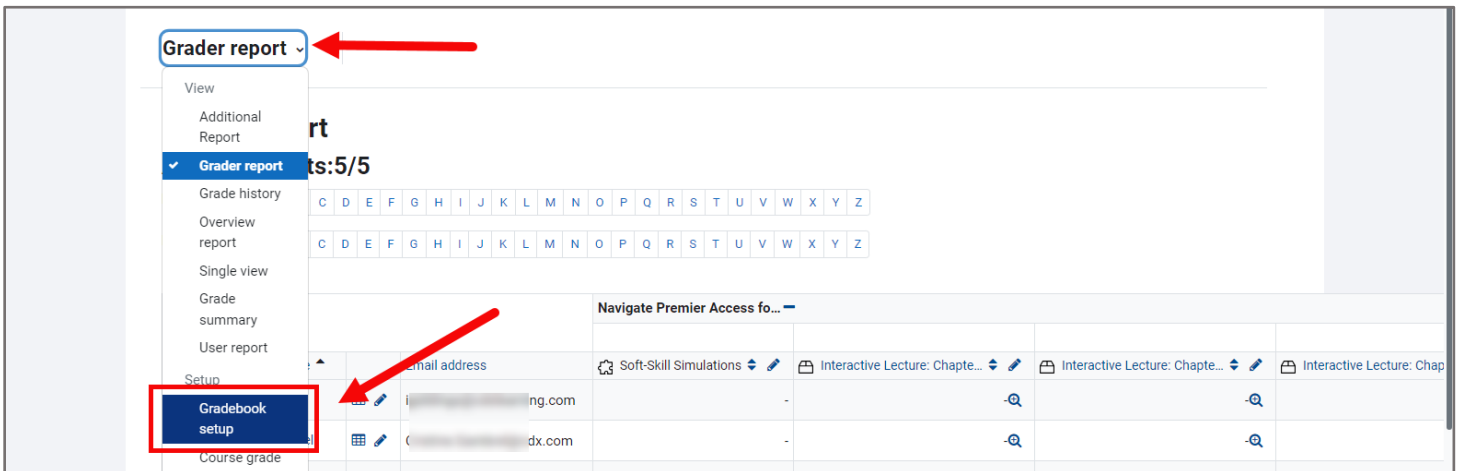 Grader report
View
Additional
Report
rt
Grader report
ts:5/5
Grade history
C D E F G H I J K L M N O P Q R S T U V W X Y Z
Overview
report
C D E F G H I J K L M N O P Q R S T U V W X Y Z
Single view
Grade
summary
Navigate Premier Access fo...
User report
Email address
Soft-Skill Simulations
Interactive Lecture: Chapte...
Interactive Lecture: Chapte...
Interactive Lecture: Chap
Setup
Gradebook
setup
ng.com
-
-
-
dx.com
-
-
-
Course grade